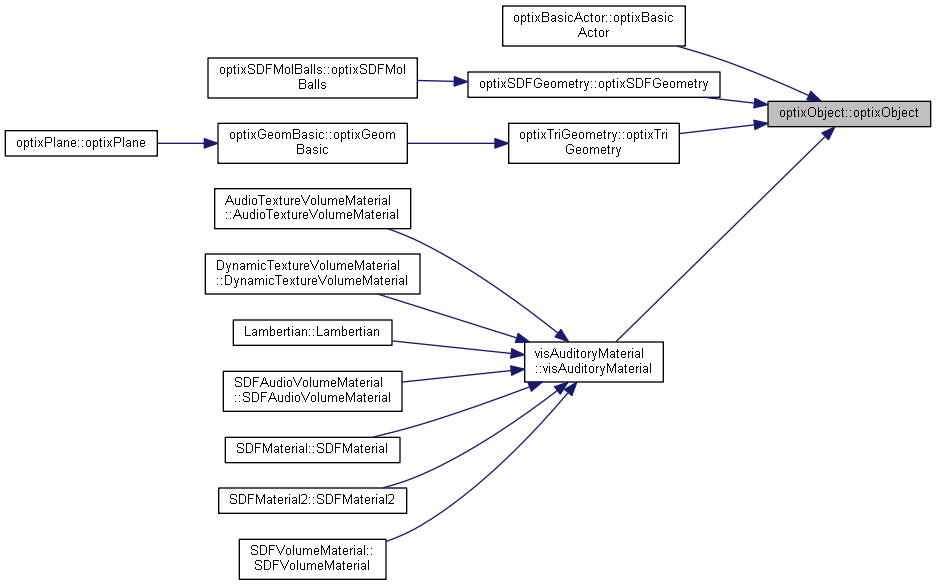 optixBasicActor::optixBasic
Actor
optixSDFMolBalls::optixSDFMol
Balls
optixSDFGeometry::optixSDFGeometry
optixObject::optixObject
optixPlane::optixPlane
optixGeomBasic::optixGeom
Basic
optixTriGeometry::optixTri
Geometry
AudioTextureVolumeMaterial
::AudioTextureVolumeMaterial
DynamicTextureVolumeMaterial
::DynamicTextureVolumeMaterial
Lambertian::Lambertian
visAuditoryMaterial
::visAuditoryMaterial
SDFAudioVolumeMaterial
::SDFAudioVolumeMaterial
SDFMaterial::SDFMaterial
SDFMaterial2::SDFMaterial2
SDFVolumeMaterial::
SDFVolumeMaterial